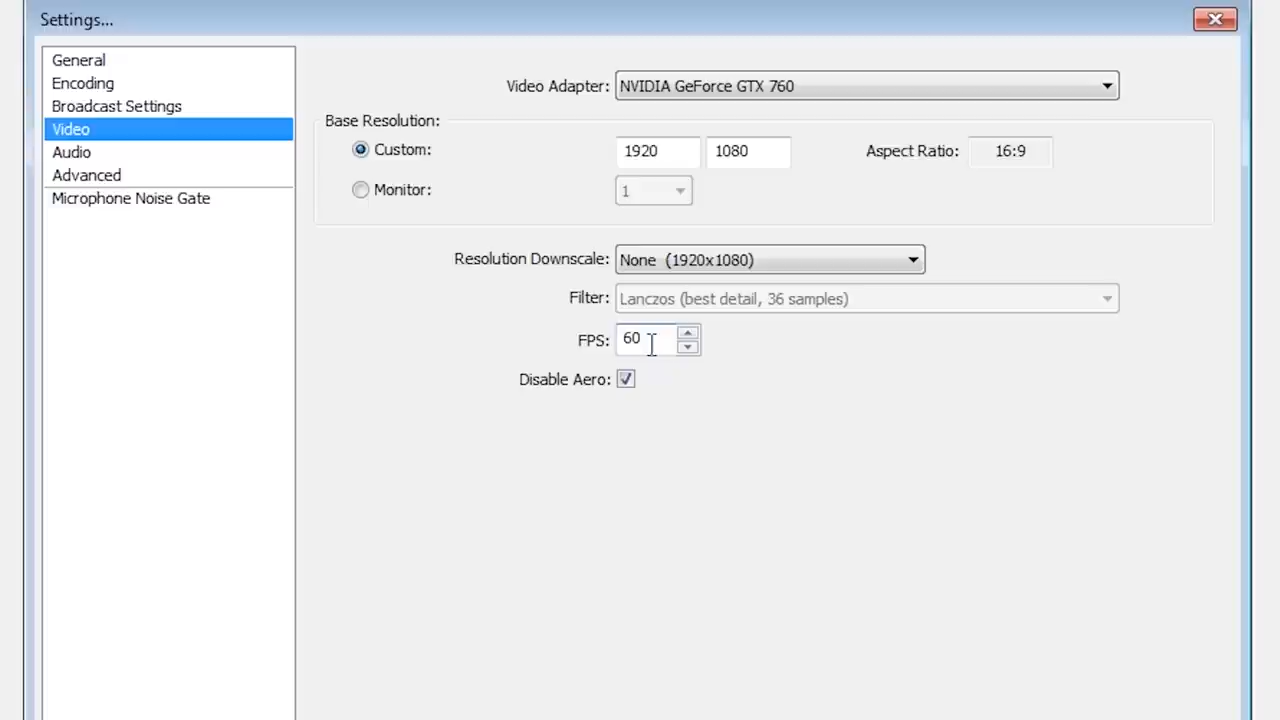 Settings...
General
Encoding
Broadcast Settings
Video
Audio
Advanced
Microphone Noise Gate
Video Adapter: NVIDIA GeForce GTX 760
Base Resolution:
Custom: 1920 1080 Aspect Ratio: 16:9
Monitor: 1
Resolution Downscale: None (1920x1080)
Filter: Lanczos (best detail, 36 samples)
FPS: 60
Disable Aero: